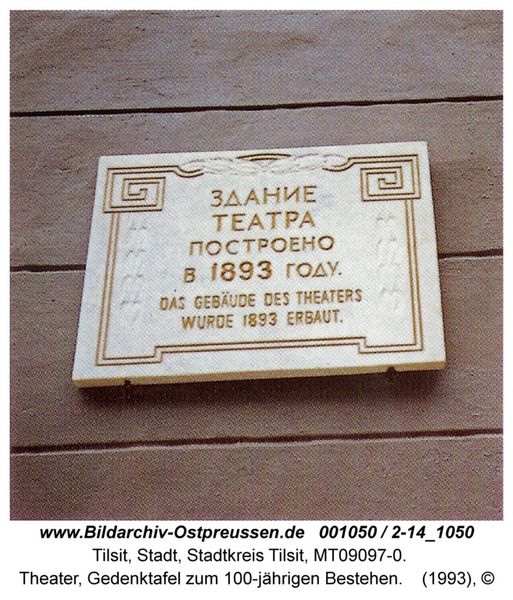 ЗДАНИЕ
ТЕАТРА
ПОСТРОЕНО
В 1893 ГОДУ.
DAS GEBÄUDE DES THEATERS
WURDE 1893 ERBAUT.
www.Bildarchiv-Ostpreussen.de 001050 / 2-14_1050
Tilsit, Stadt, Stadtkreis Tilsit, MT09097-0.
Theater, Gedenktafel zum 100-jährigen Bestehen. (1993), ©